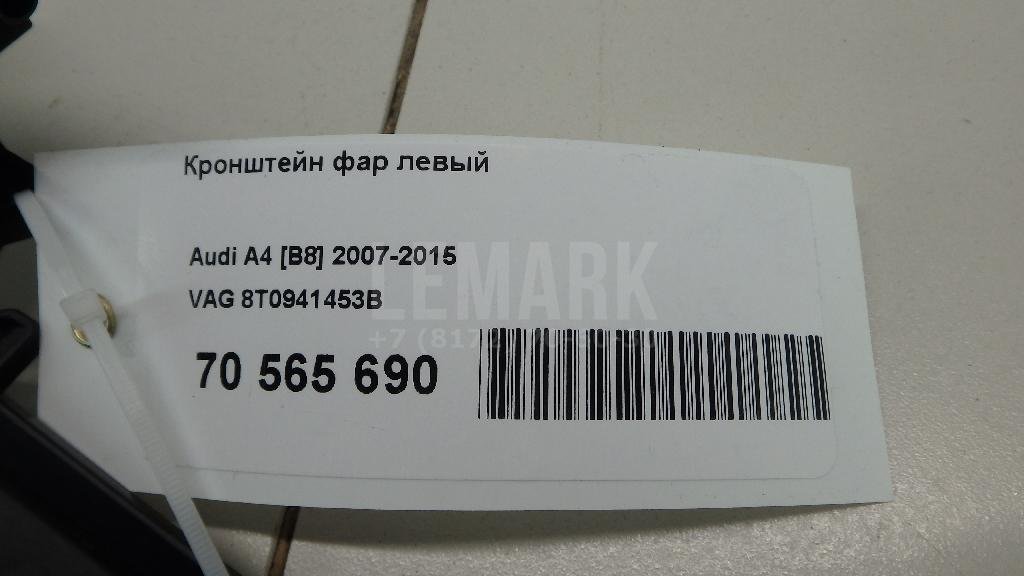 Кронштейн фар левый
Audi A4 [B8] 2007-2015
LEMARK
VAG 8T0941453B
70 565 690